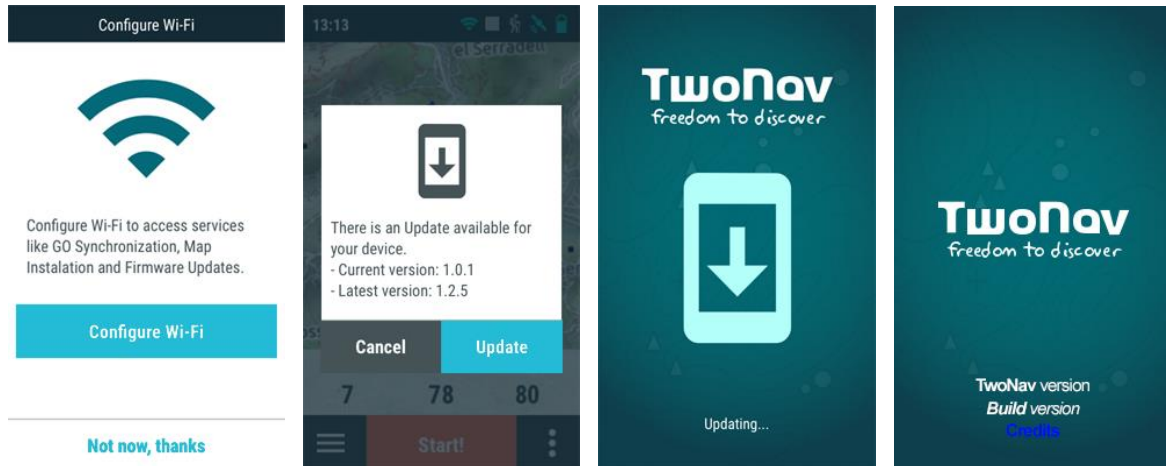 Configure Wi-Fi
Configure Wi-Fi to access services
like GO Synchronization, Map
Instalation and Firmware Updates.
Configure Wi-Fi
Not now, thanks
13:13
el Serradell
There is an Update available for
your device.
- Current version: 1.0.1
- Latest version: 1.2.5
Cancel
Update
7 78 80
Start!
TwoNav
freedom to discover
Updating...
TwoNav
freedom to discover
TwoNav version
Build version
Credits